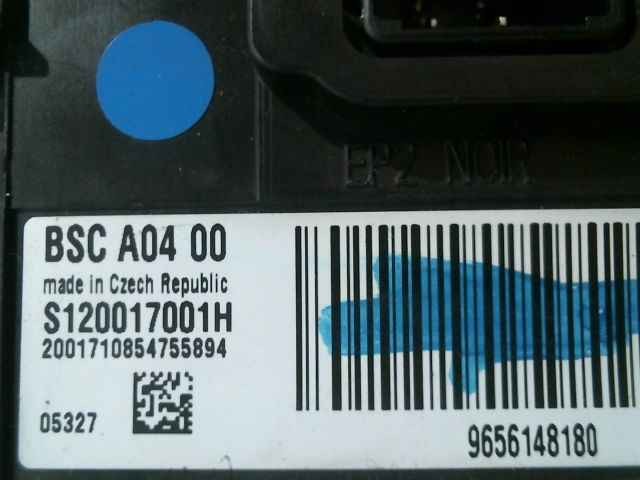 EP2 NOIR
BSC A04 00
made in Czech Republic
S120017001H
2001710854755894
05327
9656148180